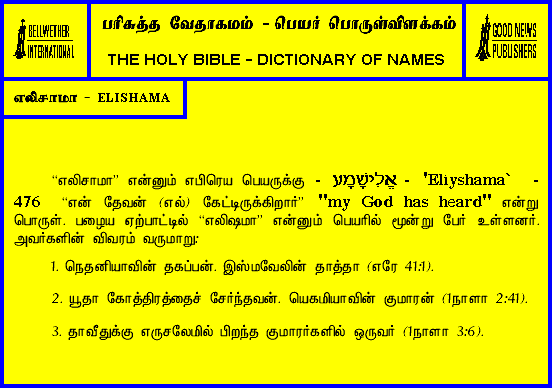 BELLWETHER
INTERNATIONAL
பரிசுத்த வேதாகமம் - பெயர் பொருள்விளக்கம்
THE HOLY BIBLE - DICTIONARY OF NAMES
GOOD NEWS
PUBLISHERS
எலிசாமா - ELISHAMA
“எலிசாமா” என்னும் எபிரெய பெயருக்கு - אֱלִישָׁמָע - 'Eliyshama` -
476 “என் தேவன் (எல்) கேட்டிருக்கிறார்” "my God has heard" என்று
பொருள். பழைய ஏற்பாட்டில் “எலிஷமா” என்னும் பெயரில் மூன்று பேர் உள்ளனர்.
அவர்களின் விவரம் வருமாறு:
1. நெதனியாவின் தகப்பன். இஸ்மவேலின் தாத்தா (எரே 41:1).
2. யூதா கோத்திரத்தைச் சேர்ந்தவன். யெகமியாவின் குமாரன் (1நாளா 2:41).
3. தாவீதுக்கு எருசலேமில் பிறந்த குமாரர்களில் ஒருவர் (1நாளா 3:6).